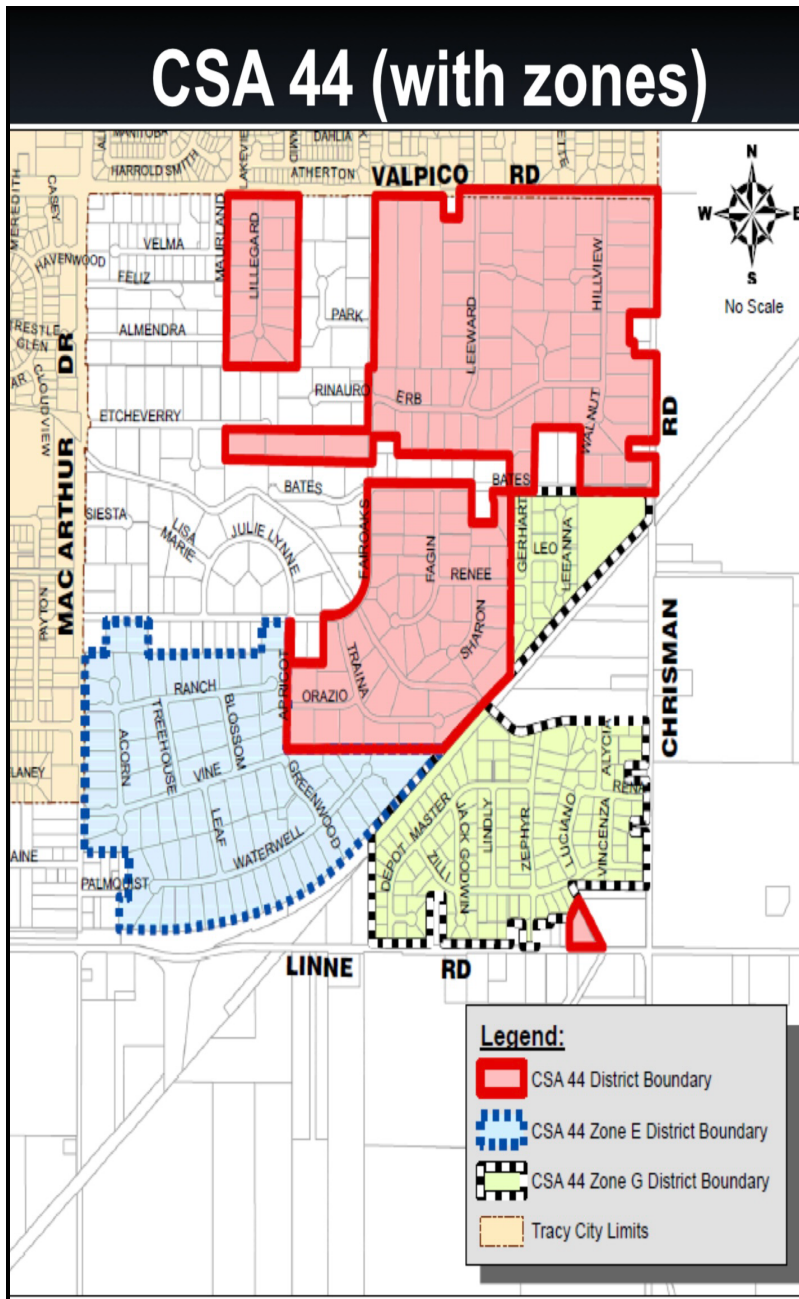 CSA 44 (with zones)
MANITOBA
DAHLIA
HARROLD SMITH
ATHERTON
VALPICO RD
MEREDITH
CASEY
N
W
E
S
No Scale
LILLEGARD
VELMA
HAVENWOOD
FELIZ
HILLVIEW
PARK
ALMENDRA
LEEWARD
GLEN
CLOUDVIEW
DR
RINAURO
ERB
ETCHEVERRY
WALNUT
RD
BATES
BATES
SIESTA
LISA
MARIE
JULIE LYNNE
FAIROAKS
FAGIN
RENEE
GERHART
LEO
LEEANNA
MAC ARTHUR
PAYTON
SHARON
CHRISMAN
TRAINA
ORAZIO
APRICOT
RANCH
BLOSSOM
TREEHOUSE
ACORN
VINE
GREENWOOD
LEAF
WATERWELL
PALMQUIST
ALYCIA
RENA
DEPOT MASTER
ZILLI
JACK GODWIN
LINDLY
ZEPHYR
LUCIANO
VINCENZA
LINNE RD
Legend:
CSA 44 District Boundary
CSA 44 Zone E District Boundary
CSA 44 Zone G District Boundary
Tracy City Limits